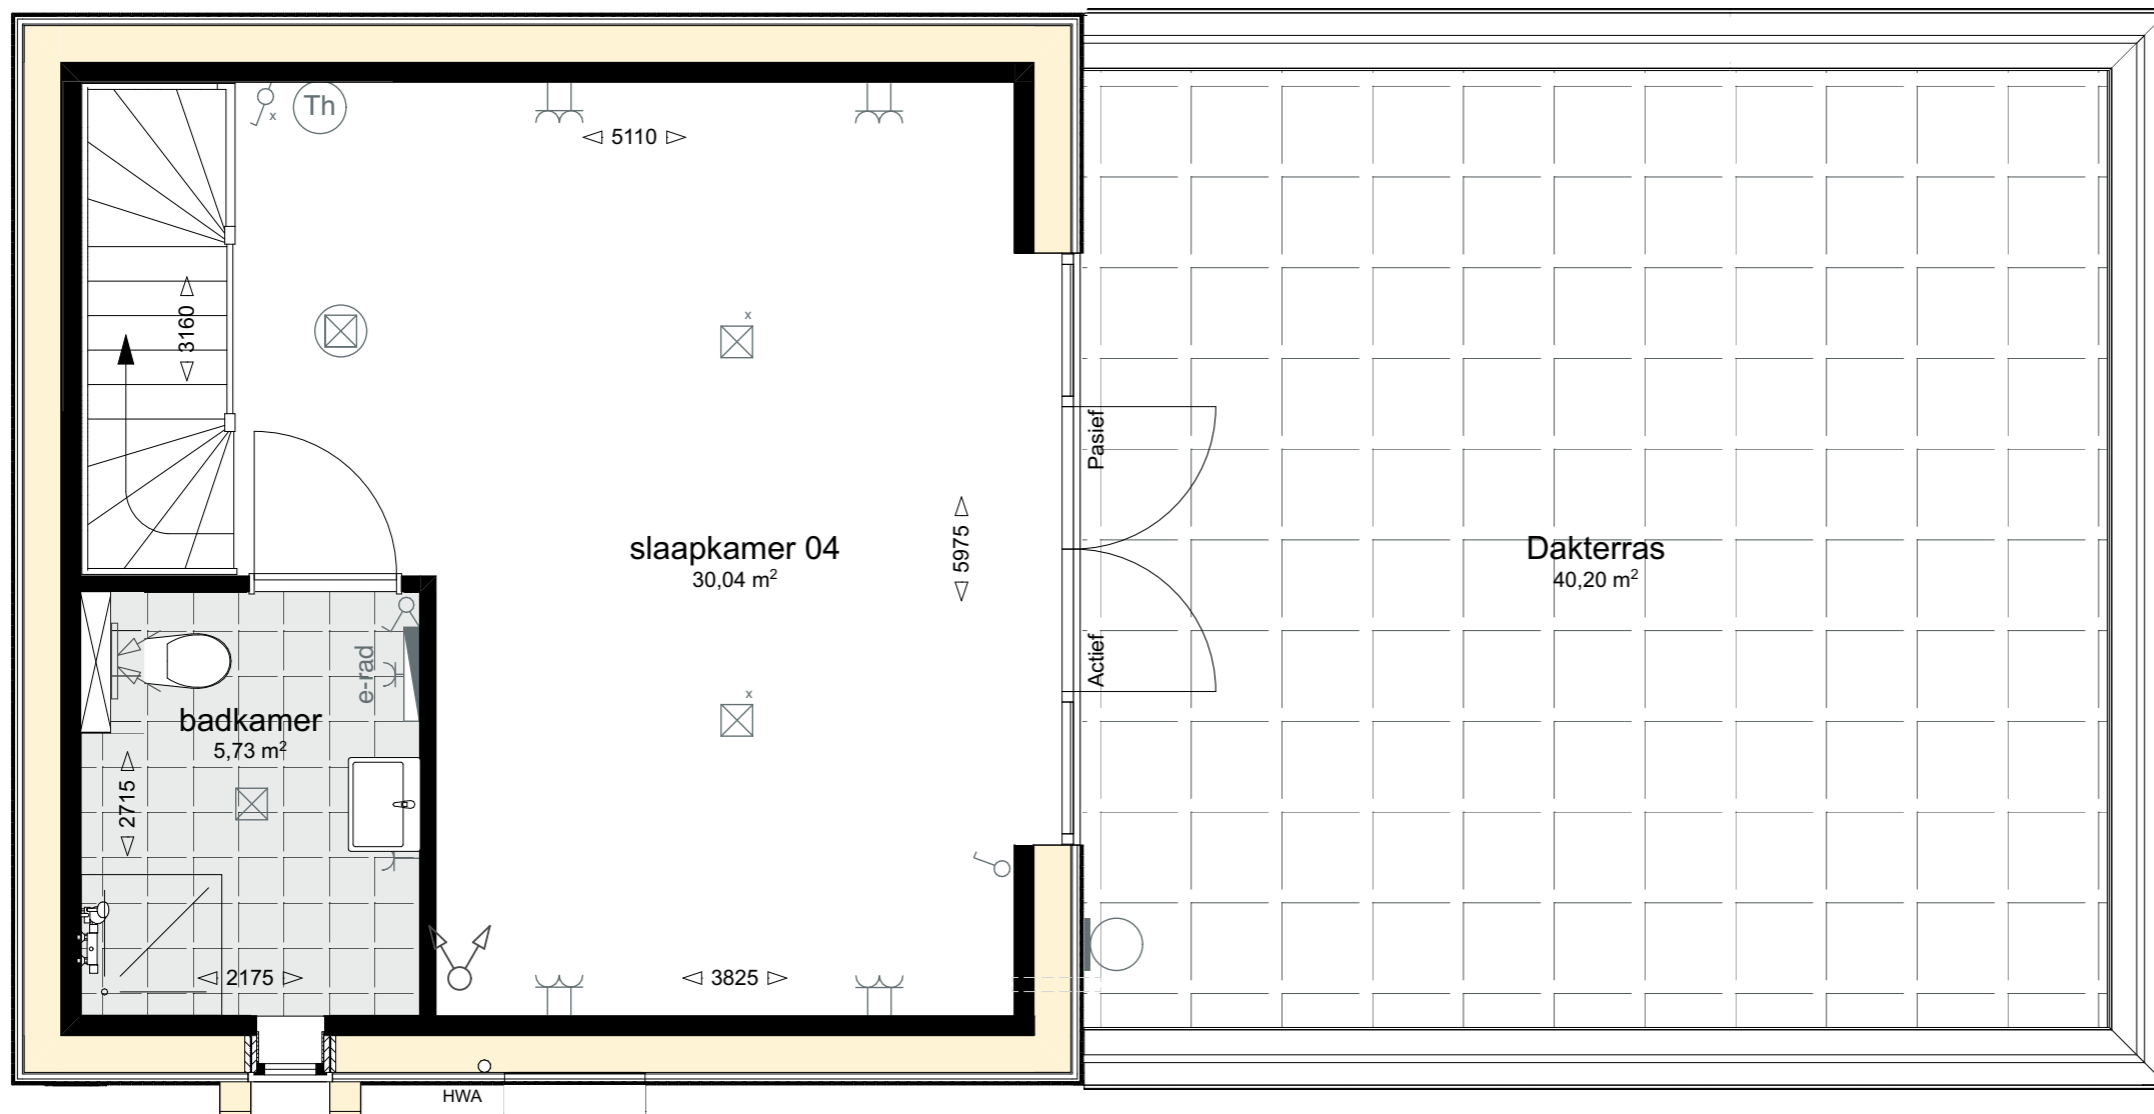 Th
x
5110
3160
x
Pasief
5975
slaapkamer 04
30,04 m²
Dakterras
40,20 m²
Actief
e-rad
x
badkamer
5,73 m²
2715
2175
3825
HWA